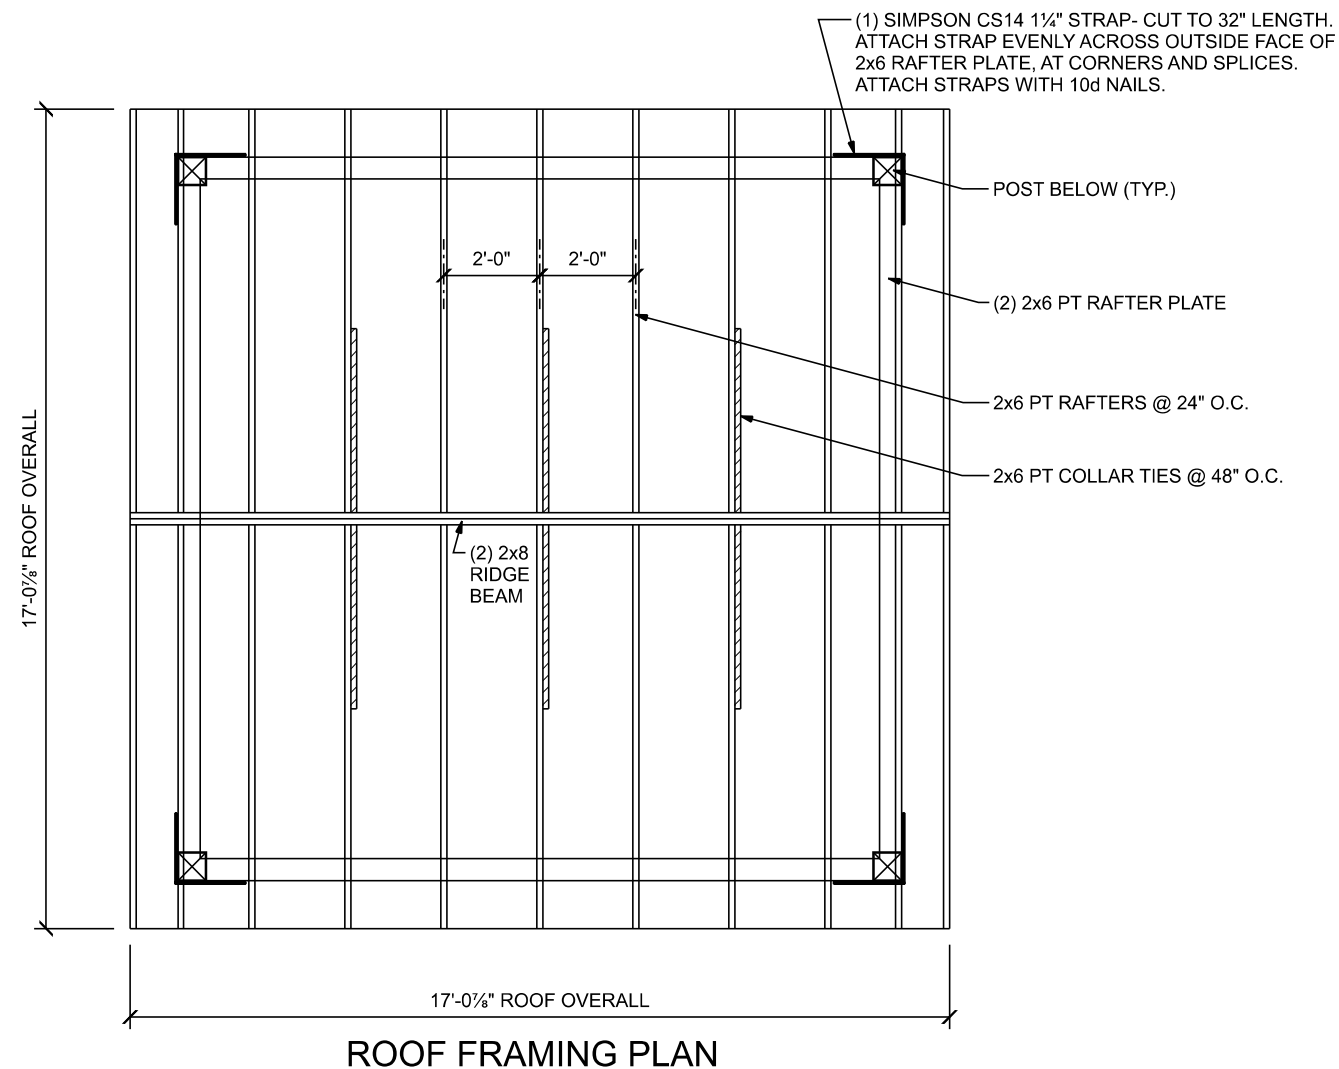 (1) SIMPSON CS14 1¼" STRAP- CUT TO 32" LENGTH.
ATTACH STRAP EVENLY ACROSS OUTSIDE FACE OF
2x6 RAFTER PLATE, AT CORNERS AND SPLICES.
ATTACH STRAPS WITH 10d NAILS.
POST BELOW (TYP.)
2'-0"
2'-0"
(2) 2x6 PT RAFTER PLATE
2x6 PT RAFTERS @ 24" O.C.
2x6 PT COLLAR TIES @ 48" O.C.
17'-0⅞" ROOF OVERALL
(2) 2x8
RIDGE
BEAM
17'-0⅞" ROOF OVERALL
ROOF FRAMING PLAN